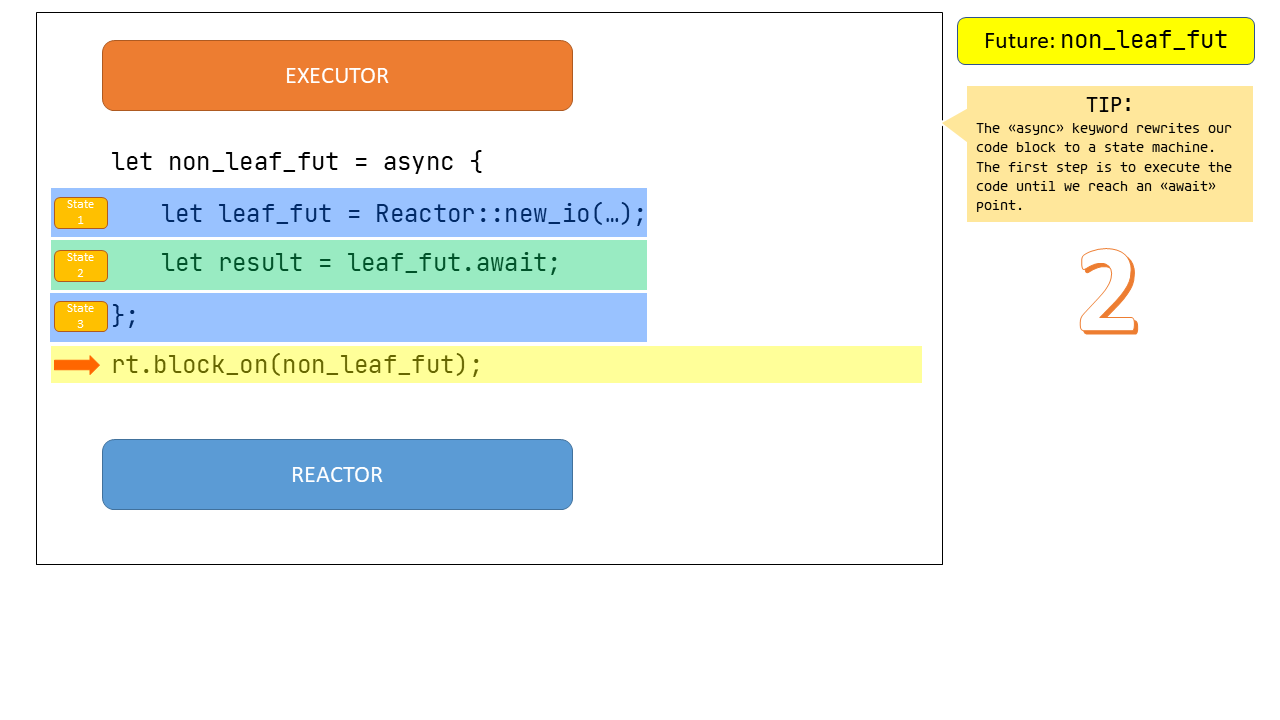 EXECUTOR
let non_leaf_fut = async {
State
1
let leaf_fut = Reactor::new_io(…);
State
2
let result = leaf_fut.await;
State
3
};
rt.block_on(non_leaf_fut);
REACTOR
Future: non_leaf_fut
TIP:
The «async» keyword rewrites our
code block to a state machine.
The first step is to execute the
code until we reach an «await»
point.
2